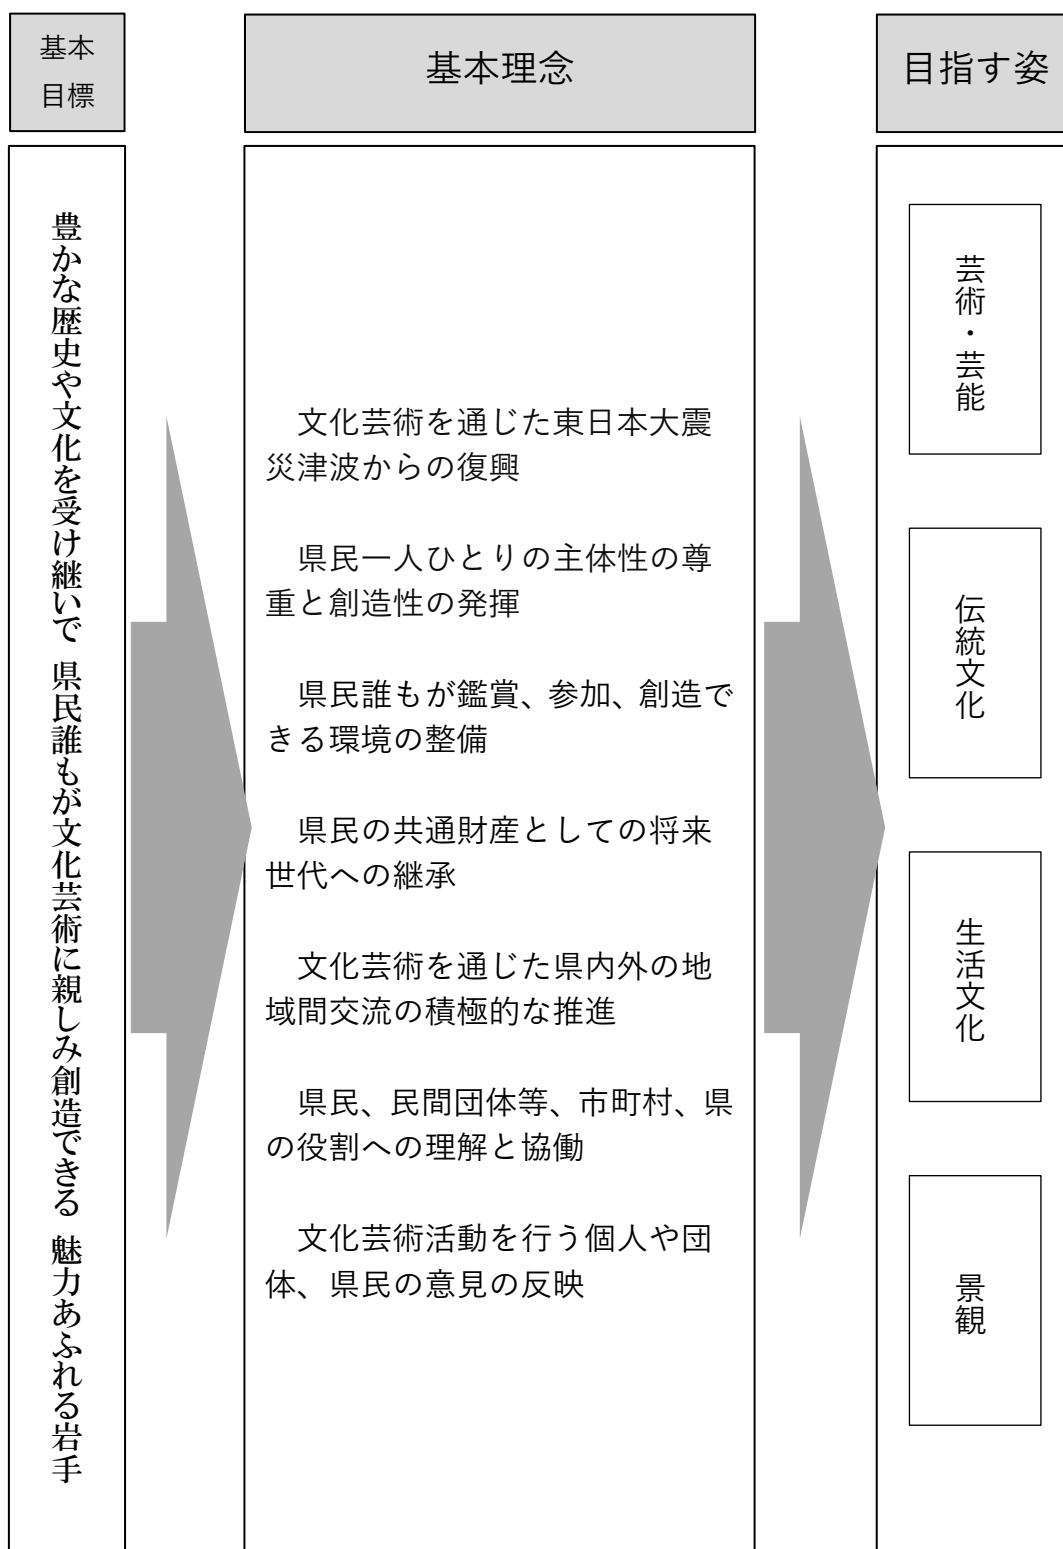 基本
目標
豊かな歴史や文化を受け継いで 県民誰もが文化芸術に親しみ創造できる 魅力あふれる岩手
基本理念
文化芸術を通じた東日本大震
災津波からの復興
県民一人ひとりの主体性の尊
重と創造性の発揮
県民誰もが鑑賞、参加、創造で
きる環境の整備
県民の共通財産としての将来
世代への継承
文化芸術を通じた県内外の地
域間交流の積極的な推進
県民、民間団体等、市町村、県
の役割への理解と協働
文化芸術活動を行う個人や団
体、県民の意見の反映
目指す姿
芸術・芸能
伝統文化
生活文化
景観